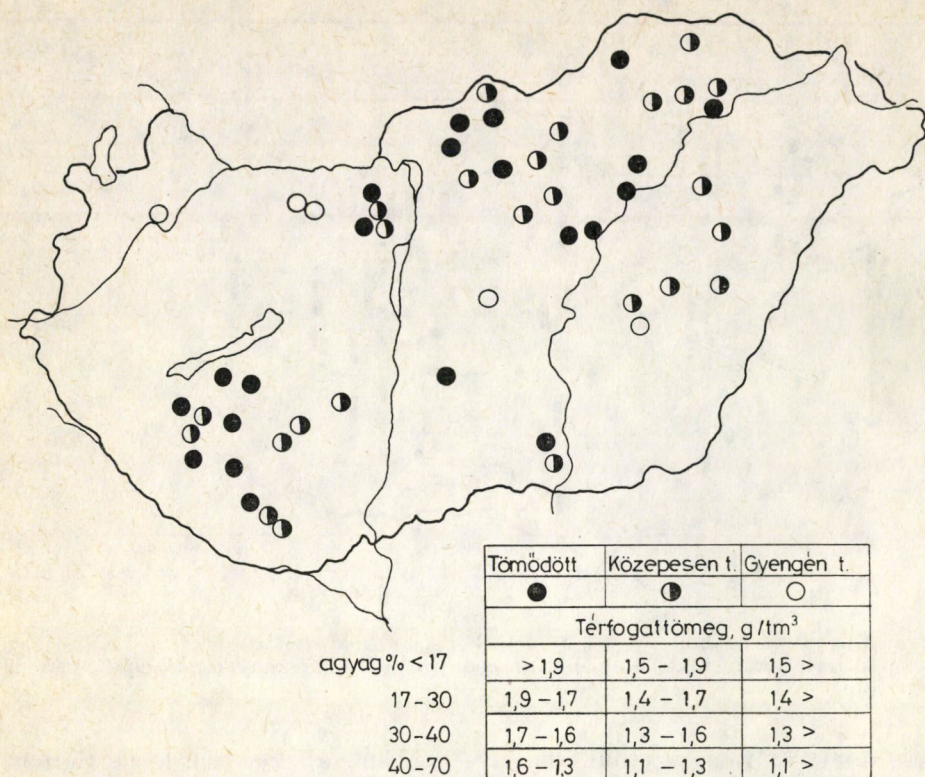 Tömődött Közepesen t. Gyengén t.
Térfogattömeg, g/tm³
agyag % < 17 > 1,9 1,5 – 1,9 1,5 >
17 – 30 1,9 – 1,7 1,4 – 1,7 1,4 >
30 – 40 1,7 – 1,6 1,3 – 1,6 1,3 >
40 – 70 1,6 – 1,3 1,1 – 1,3 1,1 >